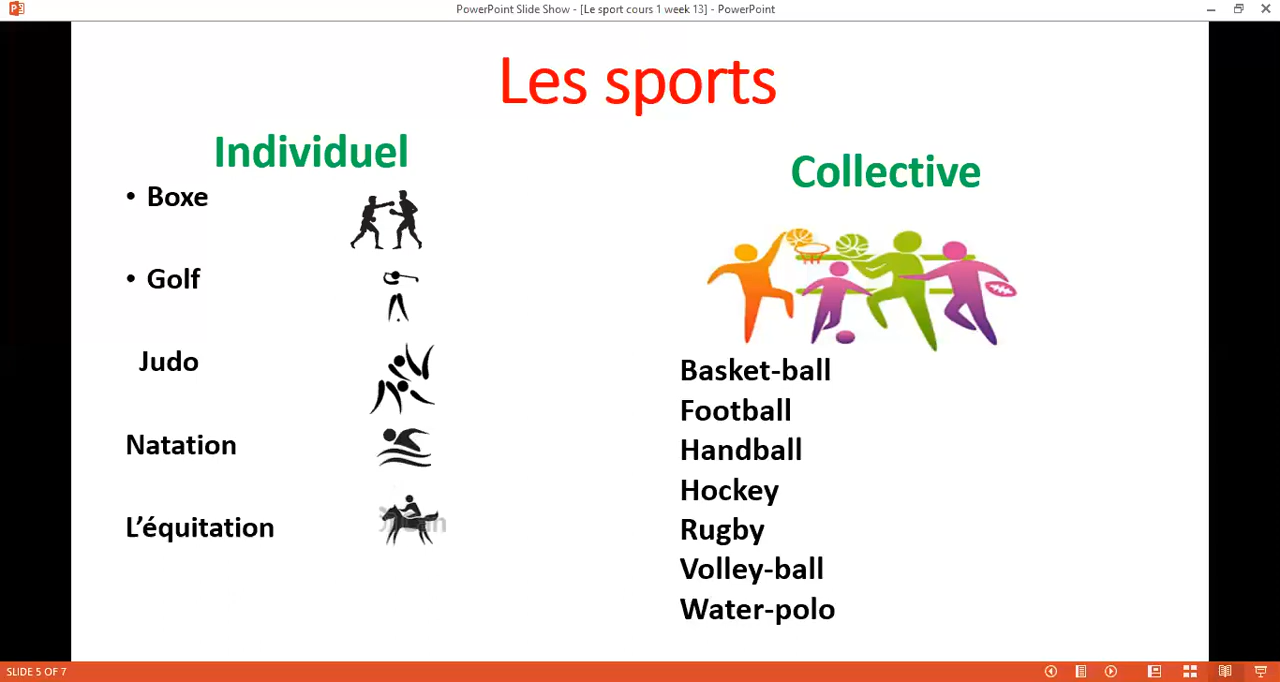 PowerPoint Slide Show - [Le sport cours 1 week 13] - PowerPoint
Les sports
Individuel
• Boxe
• Golf
Judo
Natation
L’équitation
Collective
Basket-ball
Football
Handball
Hockey
Rugby
Volley-ball
Water-polo
SLIDE 5 OF 7